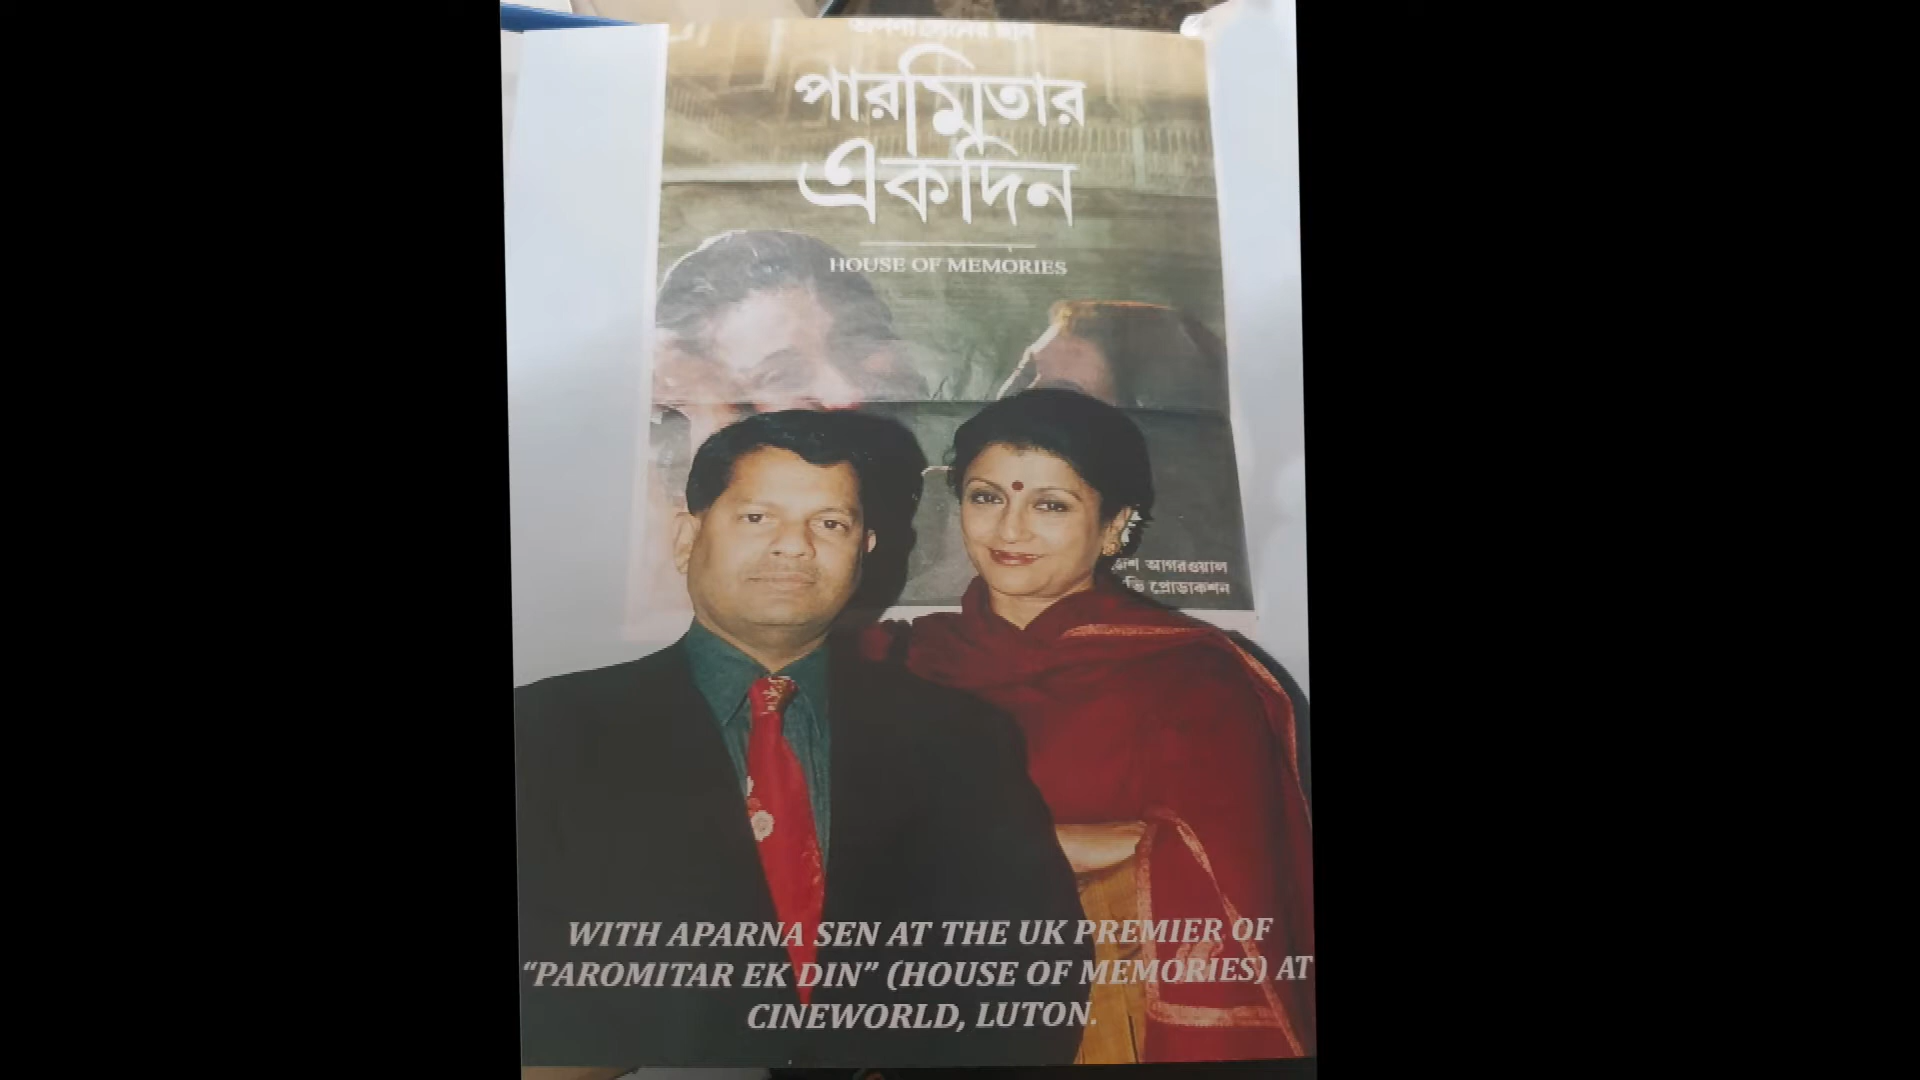 পারমিতার
একদিন
HOUSE OF MEMORIES
আগরওয়াল
প্রোডাকশন
WITH APARNA SEN AT THE UK PREMIER OF
“PAROMITAR EK DIN” (HOUSE OF MEMORIES) AT
CINEWORLD, LUTON.